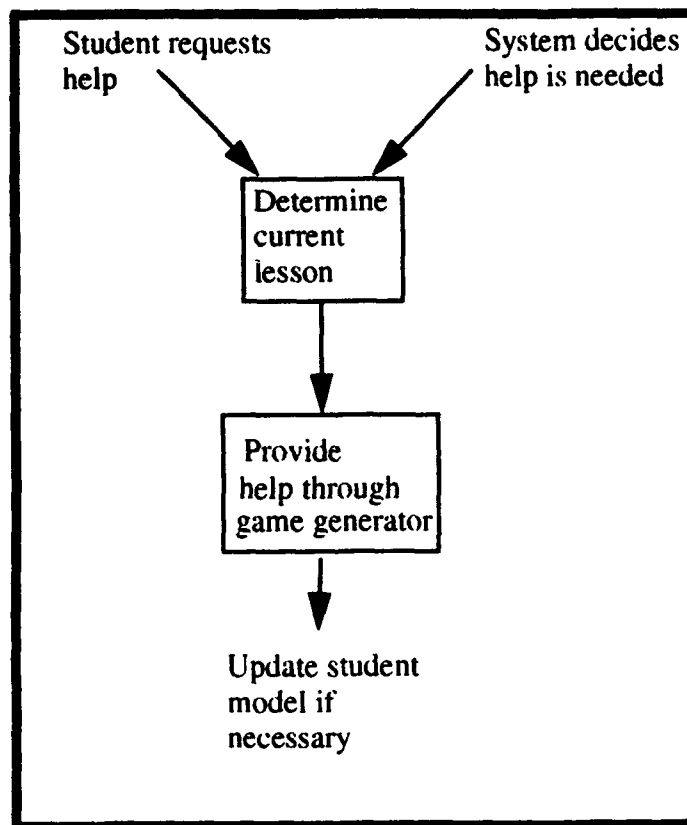 Student requests
help
System decides
help is needed
Determine
current
lesson
Provide
help through
game generator
Update student
model if
necessary